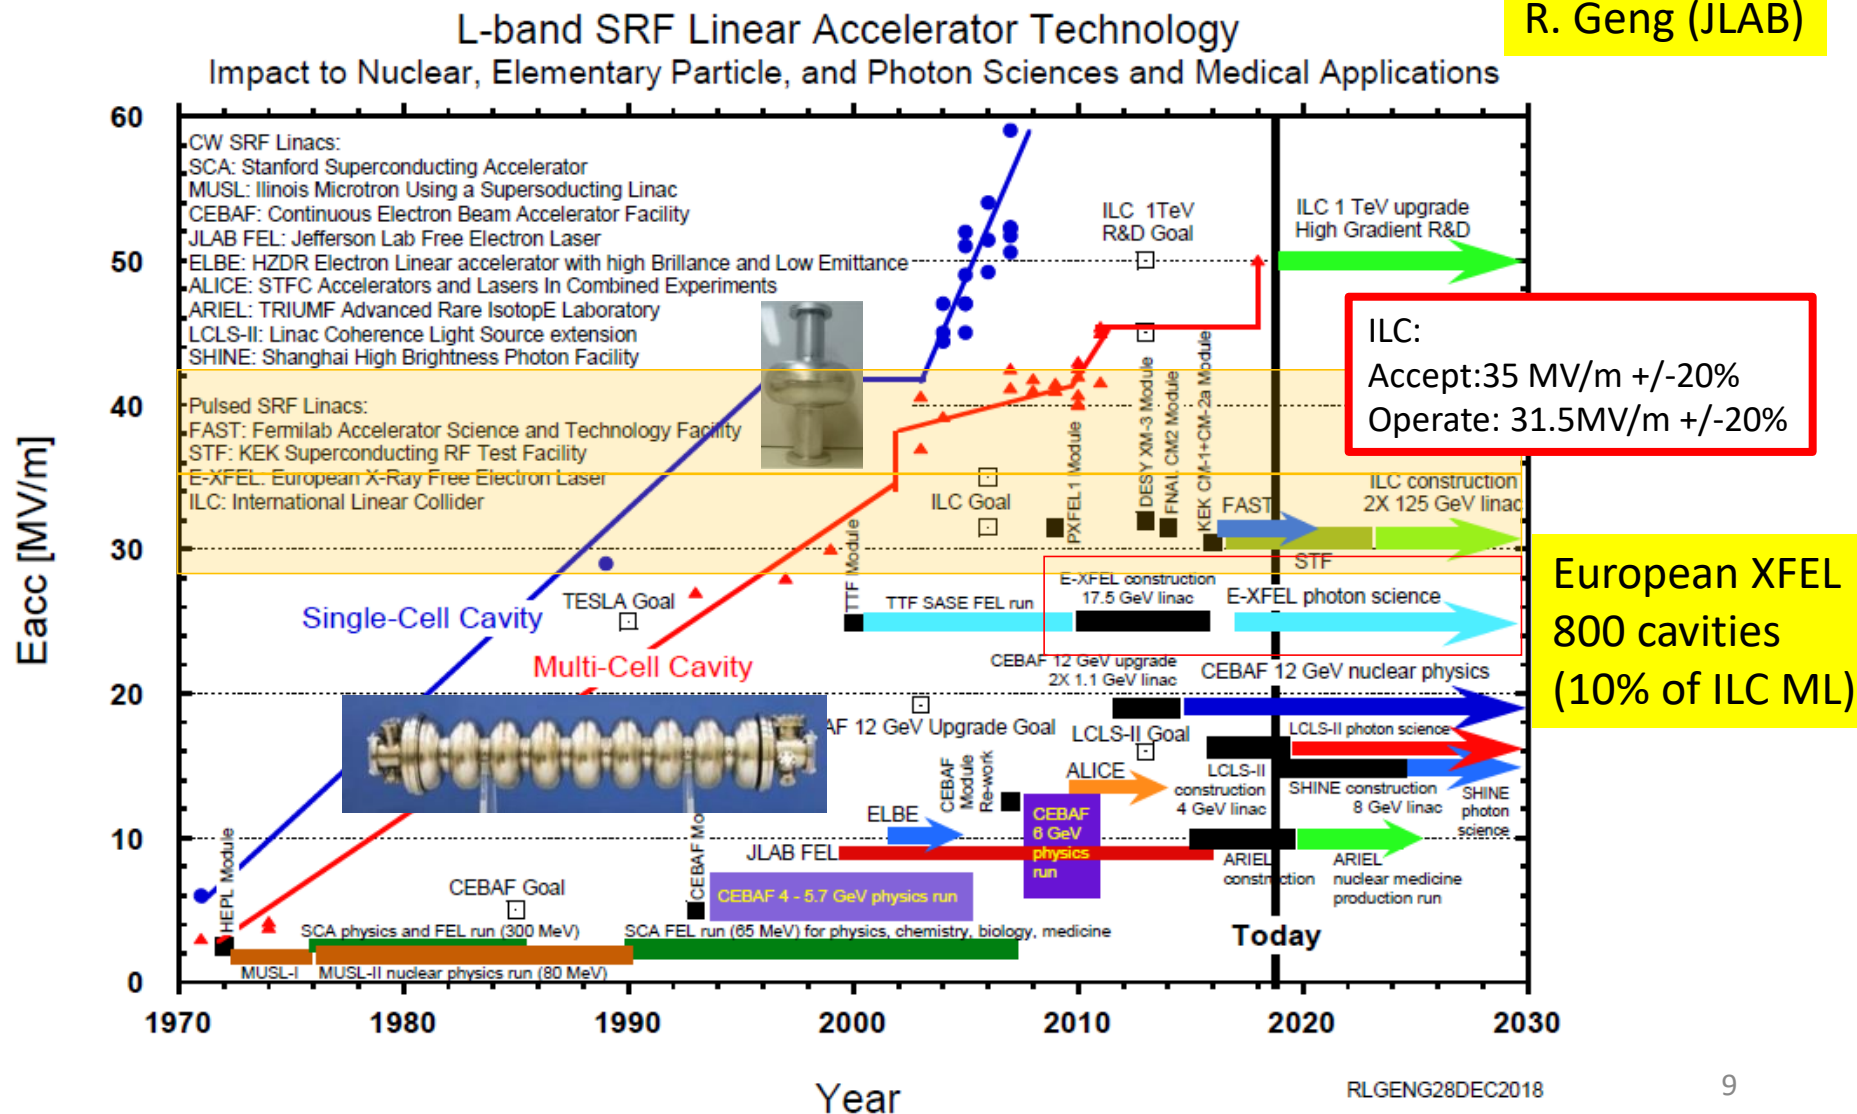 R. Geng (JLAB)
L-band SRF Linear Accelerator Technology
Impact to Nuclear, Elementary Particle, and Photon Sciences and Medical Applications
Eacc [MV/m]
60
50
40
30
20
10
0
CW SRF Linacs:
SCA: Stanford Superconducting Accelerator
MUSL: Ilinois Microtron Using a Supersoducting Linac
CEBAF: Continuous Electron Beam Accelerator Facility
JLAB FEL: Jefferson Lab Free Electron Laser
ELBE: HZDR Electron Linear accelerator with high Brillance and Low Emittance
ALICE: STFC Accelerators and Lasers In Combined Experiments
ARIEL: TRIUMF Advanced Rare IsotopE Laboratory
LCLS-II: Linac Coherence Light Source extension
SHINE: Shanghai High Brightness Photon Facility
Pulsed SRF Linacs:
FAST: Fermilab Accelerator Science and Technology Facility
STF: KEK Superconducting RF Test Facility
E-XFEL: European X-Ray Free Electron Laser
ILC: International Linear Collider
ILC 1TeV
R&D Goal
ILC 1 TeV upgrade
High Gradient R&D
ILC:
Accept:35 MV/m +/-20%
Operate: 31.5MV/m +/-20%
ILC Goal
PXFEL1 Module
DESY XM-3 Module
FNAL CM2 Module
KEK CM-1+CM-2a Module
FAST
ILC construction
2X 125 GeV linac
STF
TTF Module
Single-Cell Cavity
TESLA Goal
Multi-Cell Cavity
TTF SASE FEL run
E-XFEL construction
17.5 GeV linac
E-XFEL photon science
European XFEL
800 cavities
(10% of ILC ML)
CEBAF 12 GeV upgrade
2X 1.1 GeV linac
CEBAF 12 GeV nuclear physics
AF 12 GeV Upgrade Goal
LCLS-II Goal
LCLS-II photon science
LCLS-II
construction
4 GeV linac
SHINE construction
8 GeV linac
SHINE
photon
science
ALICE
CEBAF
Module
Re-work
ELBE
CEBAF
6 GeV
physics
run
JLAB FEL
ARIEL
construction
ARIEL
nuclear medicine
production run
HEPL Module
CEBAF Mo
CEBAF Goal
CEBAF 4 - 5.7 GeV physics run
SCA physics and FEL run (300 MeV)
SCA FEL run (65 MeV) for physics, chemistry, biology, medicine
MUSL-I
MUSL-II nuclear physics run (80 MeV)
Today
1970
1980
1990
2000
2010
2020
2030
Year
RLGENG28DEC2018
9